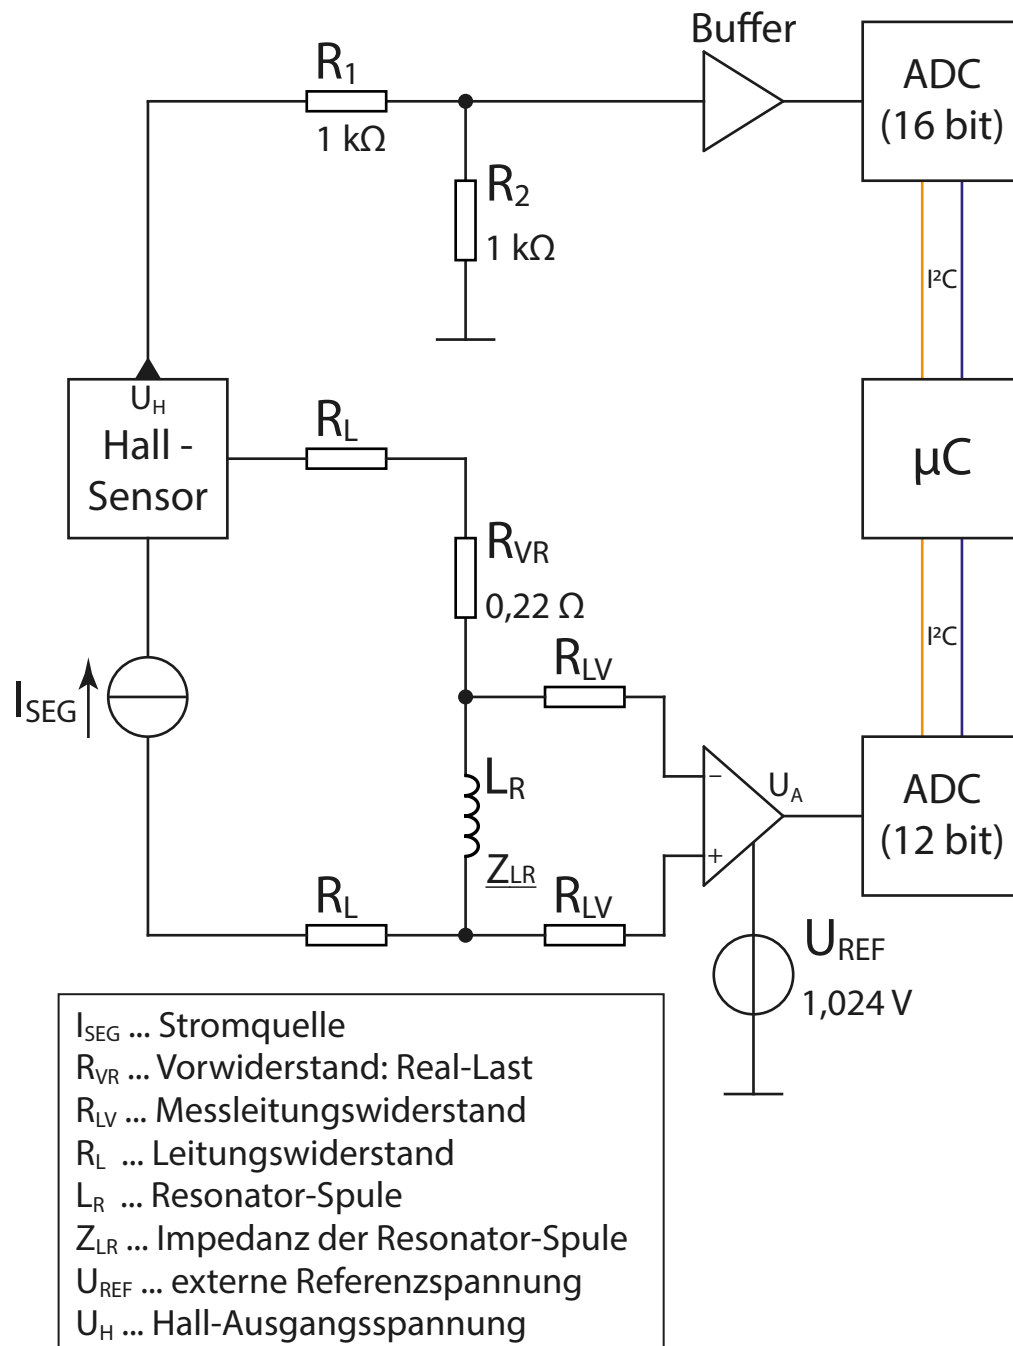 Buffer
ADC
(16 bit)
R1
1 kΩ
R2
1 kΩ
I²C
UH
Hall -
Sensor
RL
µC
RVR
0,22 Ω
I²C
RLV
ISEG
LR
ZLR
−
+
UA
ADC
(12 bit)
RL
RLV
UREF
1,024 V
ISEG ... Stromquelle
RVR ... Vorwiderstand: Real-Last
RLV ... Messleitungswiderstand
RL ... Leitungswiderstand
LR ... Resonator-Spule
ZLR ... Impedanz der Resonator-Spule
UREF ... externe Referenzspannung
UH ... Hall-Ausgangsspannung